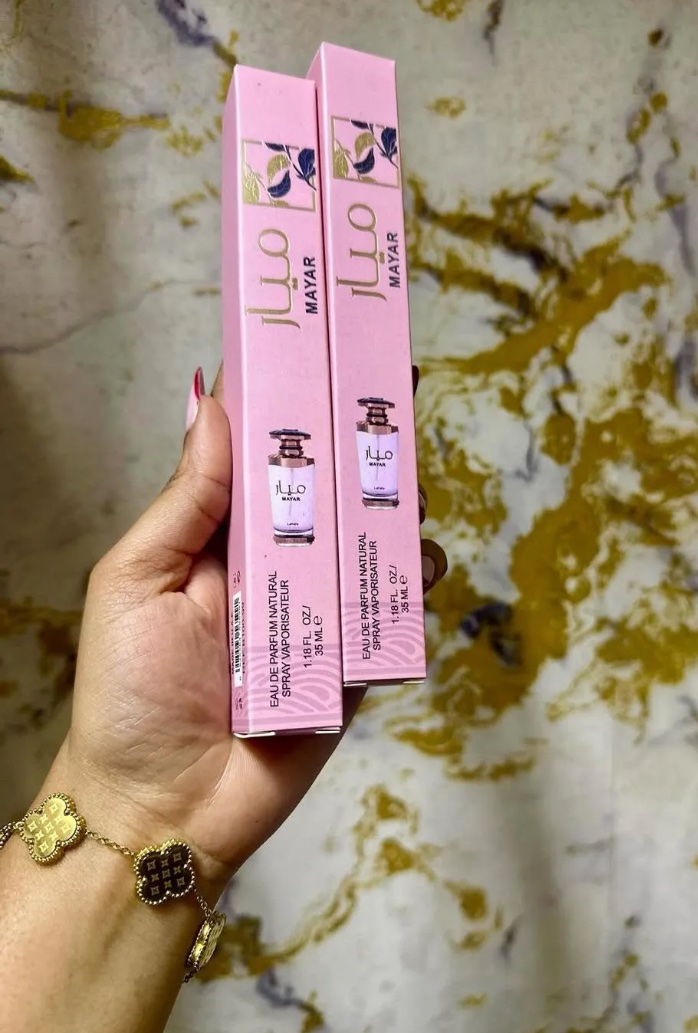 ميار
MAYAR
ميار
MAYAR
EAU DE PARFUM NATURAL
SPRAY VAPORISATEUR
1.18 FL. OZ/
35 ML e
ميار
MAYAR
ميار
MAYAR
EAU DE PARFUM NATURAL
SPRAY VAPORISATEUR
1.18 FL. OZ/
35 ML e